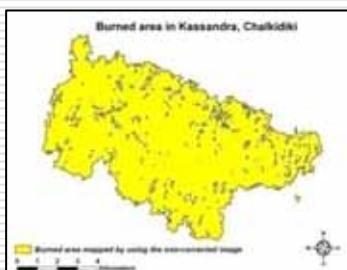 Burned area in Kassandra, Chalkidiki
Burned area mapped by using the non-corrected image
0 1 2 3 4
Kilometers